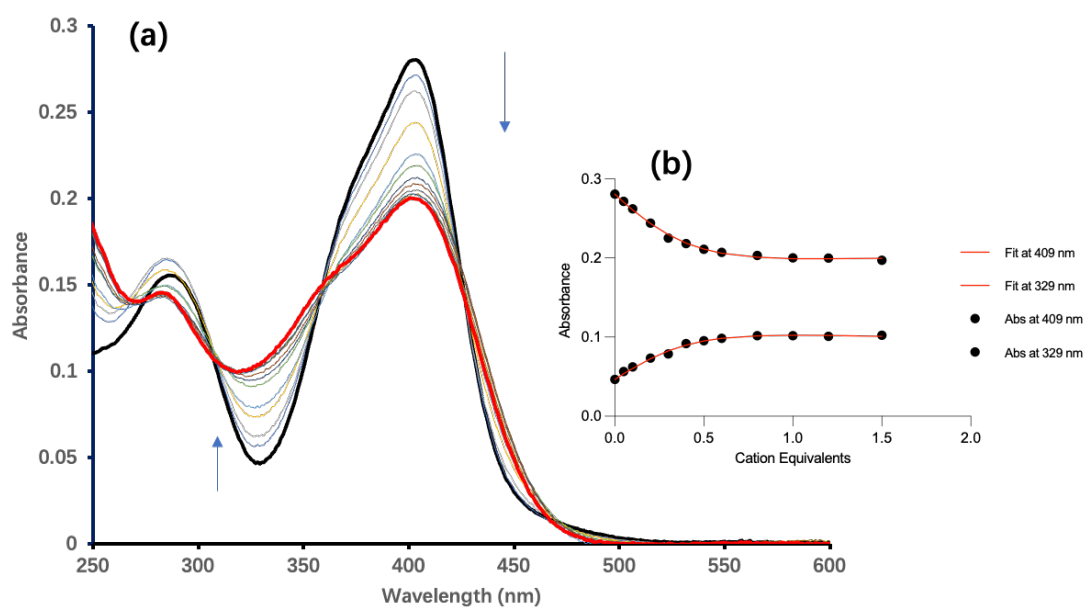 (a)
0.3
0.25
0.2
0.15
0.1
0.05
0
Absorbance
250
300
350
400
450
500
550
600
Wavelength (nm)
(b)
0.3
0.2
0.1
0.0
Absorbance
0.0
0.5
1.0
1.5
2.0
Cation Equivalents
Fit at 409 nm
Fit at 329 nm
Abs at 409 nm
Abs at 329 nm